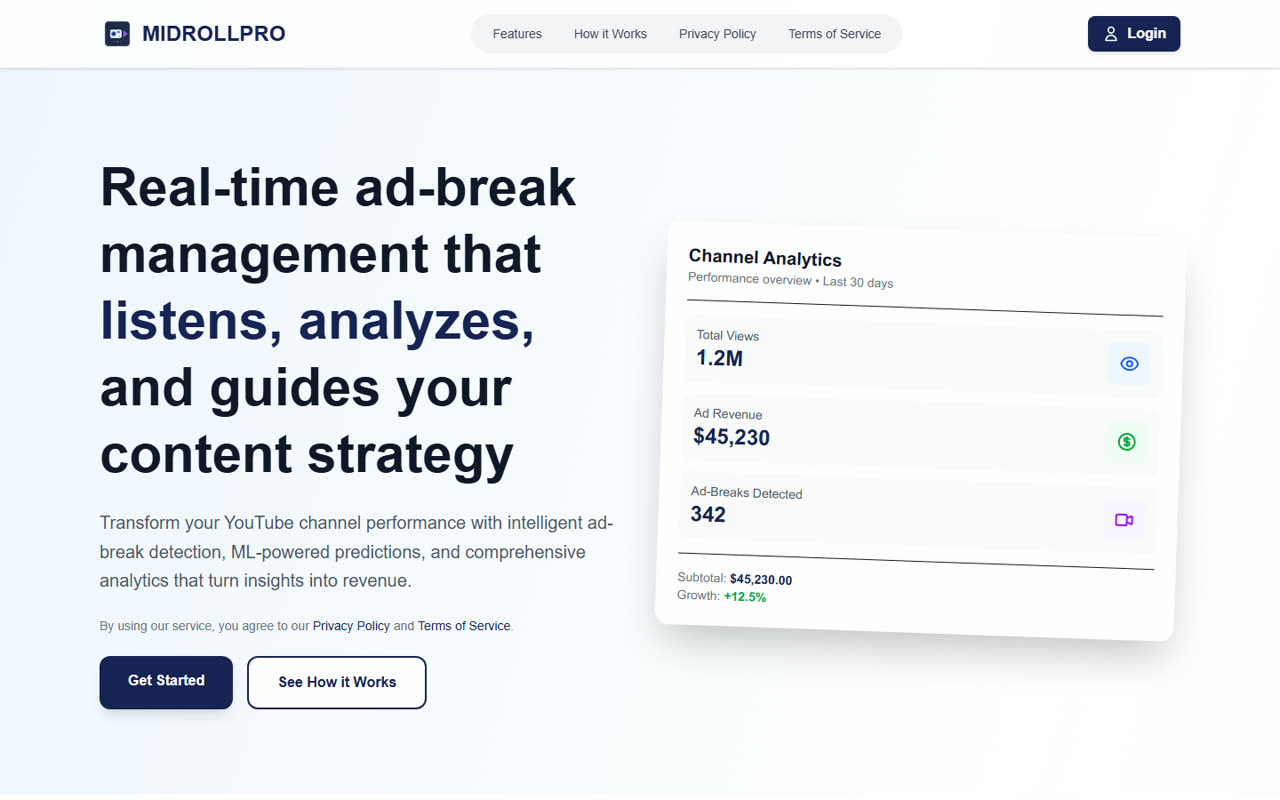 MIDROLLPRO
Features
How it Works
Privacy Policy
Terms of Service
Login
Real-time ad-break
management that
listens, analyzes,
and guides your
content strategy
Transform your YouTube channel performance with intelligent ad-
break detection, ML-powered predictions, and comprehensive
analytics that turn insights into revenue.
By using our service, you agree to our Privacy Policy and Terms of Service.
Get Started
See How it Works
Channel Analytics
Performance overview • Last 30 days
Total Views
1.2M
Ad Revenue
$45,230
Ad-Breaks Detected
342
Subtotal: $45,230.00
Growth: +12.5%